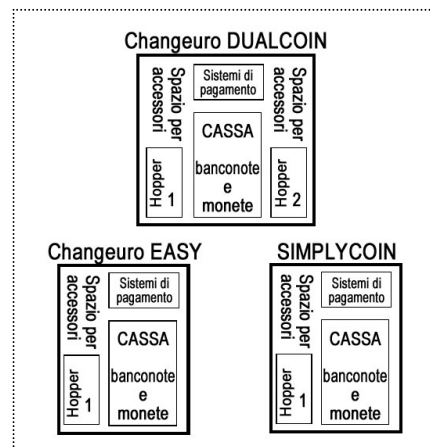 Changeuro DUALCOIN
Spazio per
accessori
Hopper
1
Sistemi di
pagamento
CASSA
banconote
e
monete
Spazio per
accessori
Hopper
2
Changeuro EASY
Spazio per
accessori
Hopper
1
Sistemi di
pagamento
CASSA
banconote
e
monete
SIMPLYCOIN
Spazio per
accessori
Hopper
1
Sistemi di
pagamento
CASSA
banconote
e
monete